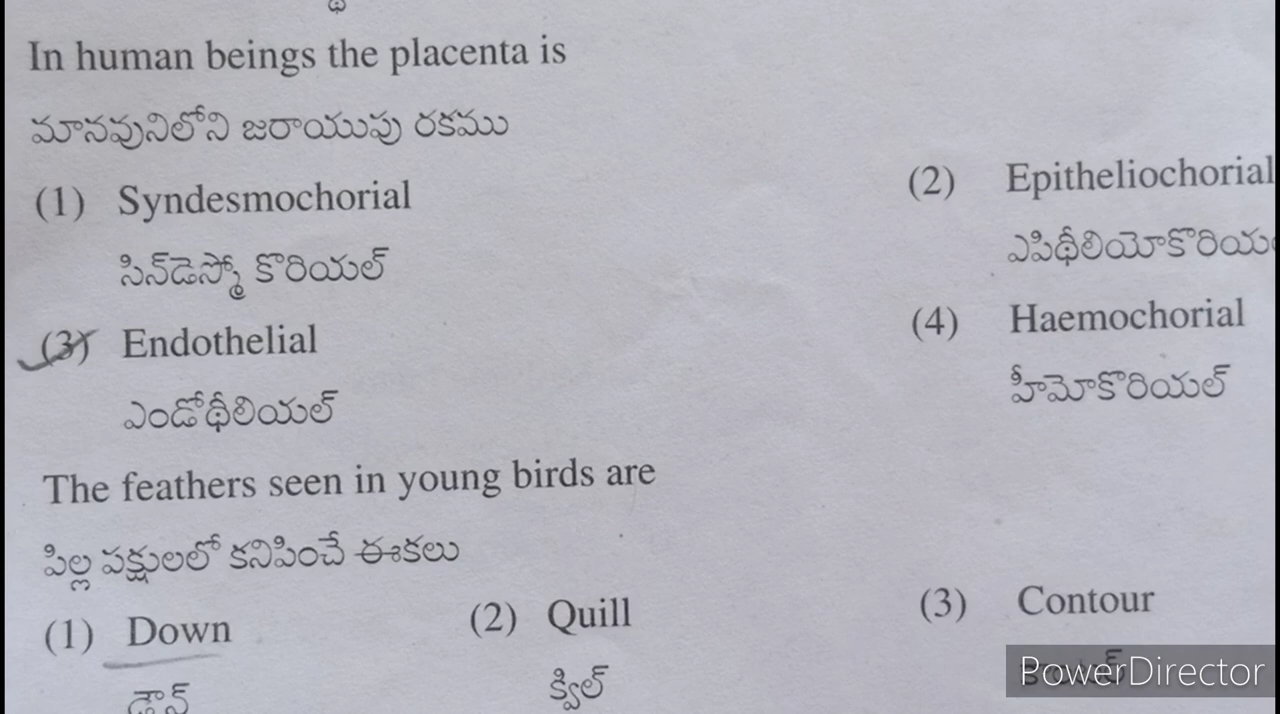 In human beings the placenta is
మానవునిలోని జరాయుపు రకము
(1) Syndesmochorial (2) Epitheliochorial
సిన్‌డెస్మో కొరియల్ ఎపిథీలియోకొరియ
(3) Endothelial (4) Haemochorial
ఎండోథీలియల్ హీమోకొరియల్
The feathers seen in young birds are
పిల్ల పక్షులలో కనిపించే ఈకలు
(1) Down (2) Quill (3) Contour
డౌన్ క్విల్
PowerDirector